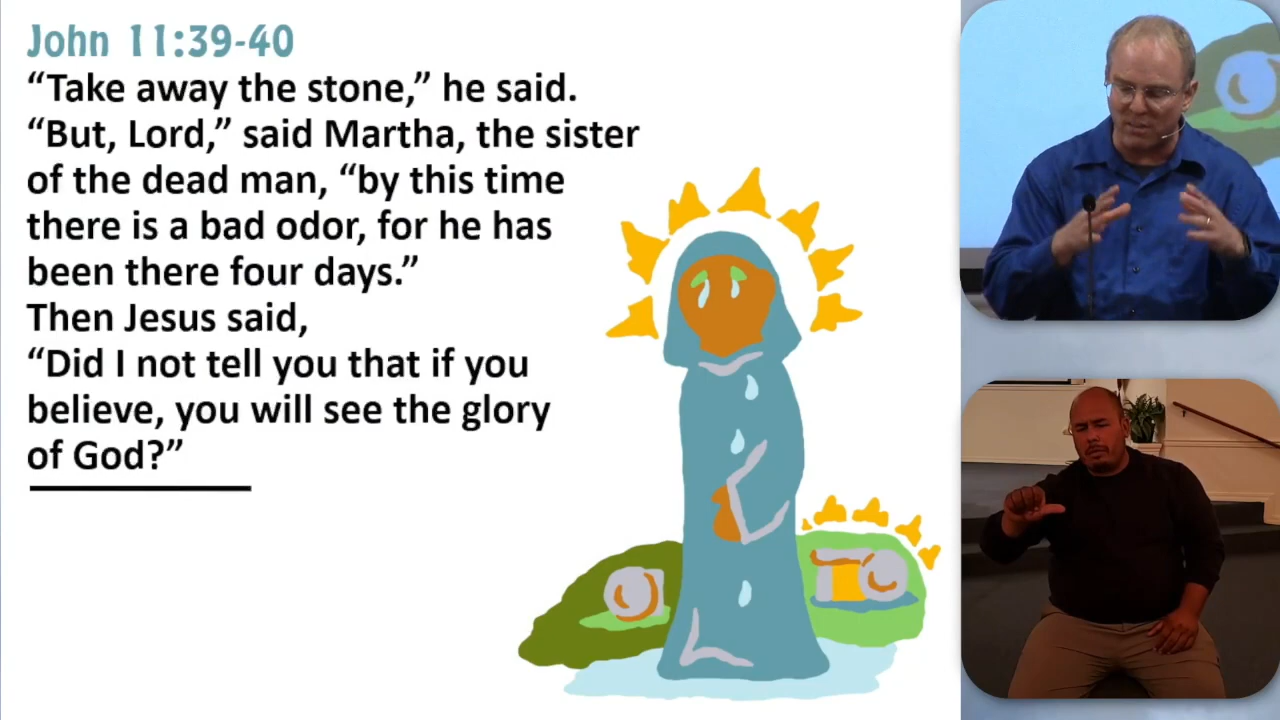 John 11:39-40
“Take away the stone,” he said.
“But, Lord,” said Martha, the sister
of the dead man, “by this time
there is a bad odor, for he has
been there four days.”
Then Jesus said,
“Did I not tell you that if you
believe, you will see the glory
of God?”